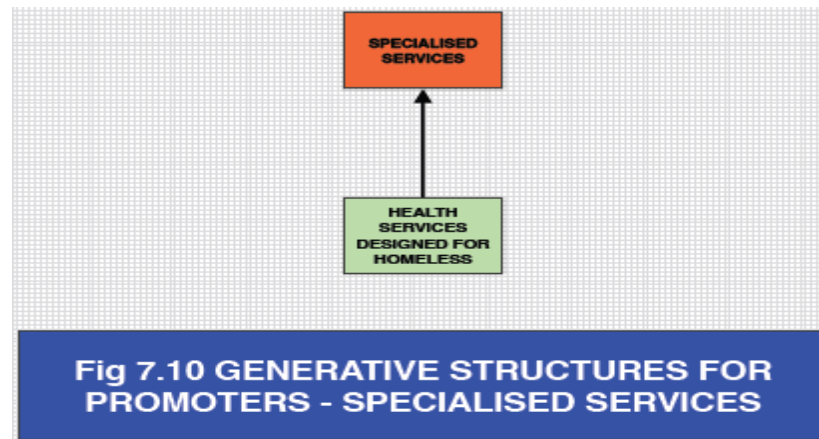 SPECIALISED
SERVICES
HEALTH
SERVICES
DESIGNED FOR
HOMELESS
Fig 7.10 GENERATIVE STRUCTURES FOR
PROMOTERS - SPECIALISED SERVICES